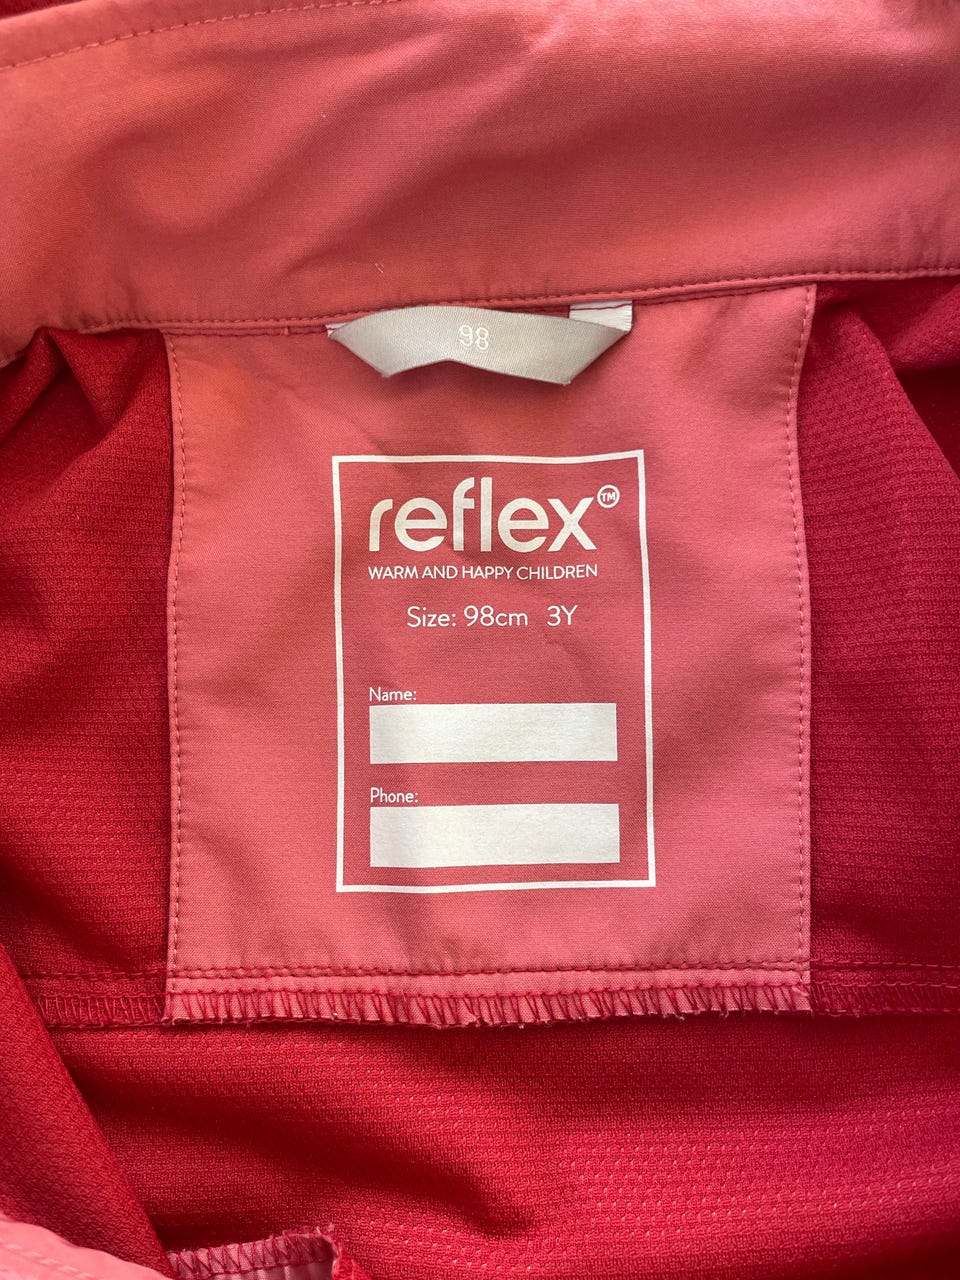 98
reflex™
WARM AND HAPPY CHILDREN
Size: 98cm 3Y
Name:
Phone: